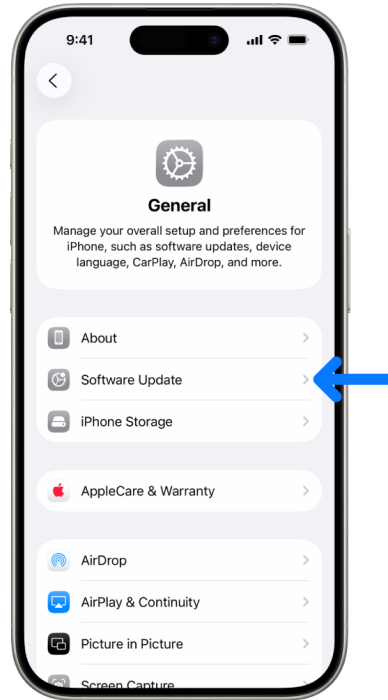 9:41
General
Manage your overall setup and preferences for
iPhone, such as software updates, device
language, CarPlay, AirDrop, and more.
About
Software Update
iPhone Storage
AppleCare & Warranty
AirDrop
AirPlay & Continuity
Picture in Picture
Screen Capture